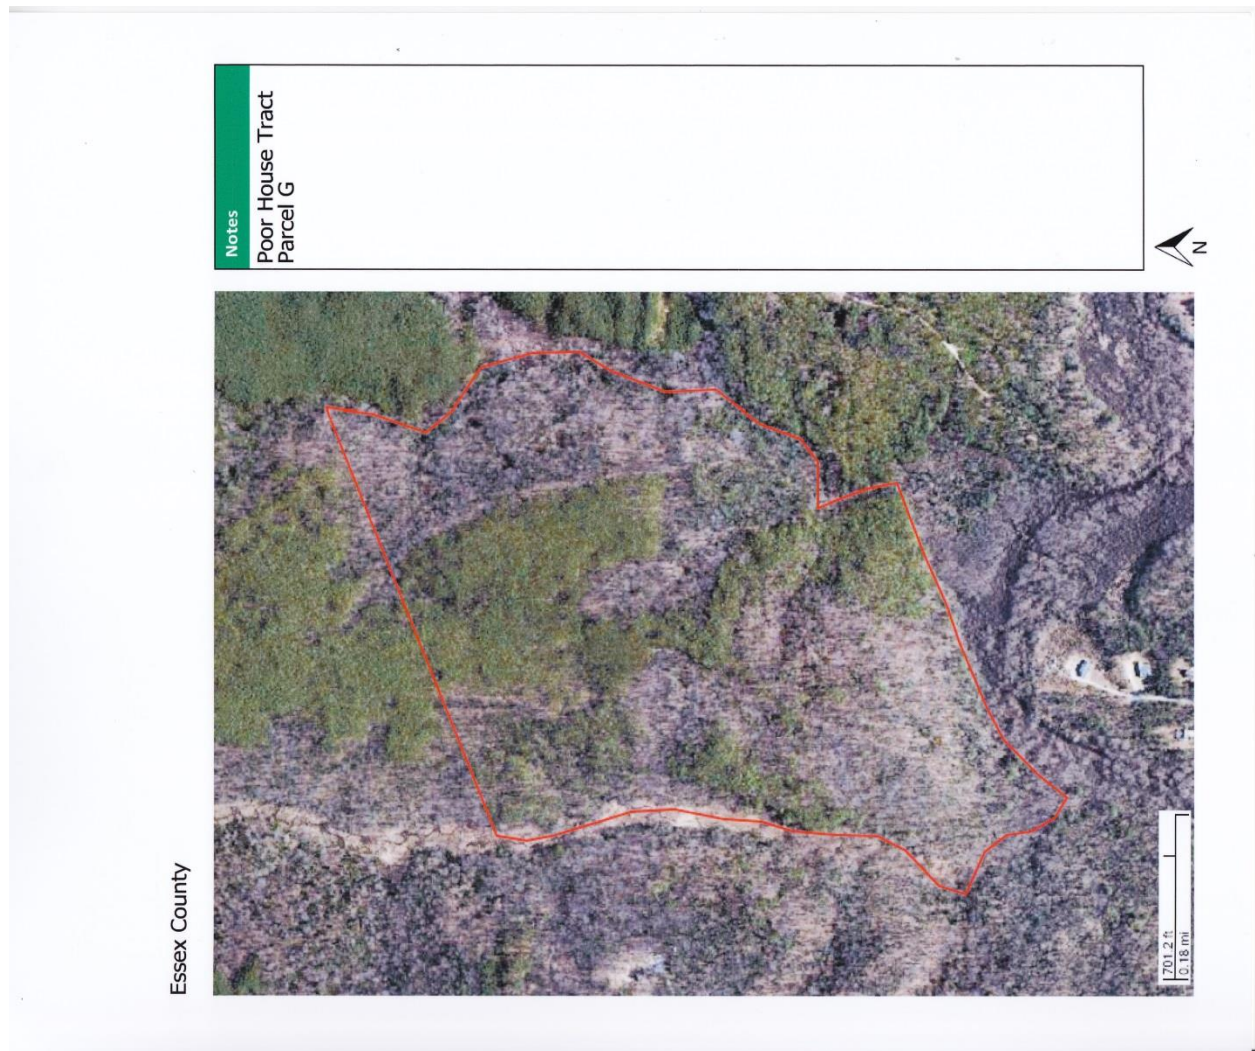 Essex County
Notes
Poor House Tract
Parcel G
N
701.2 ft
0.18 mi